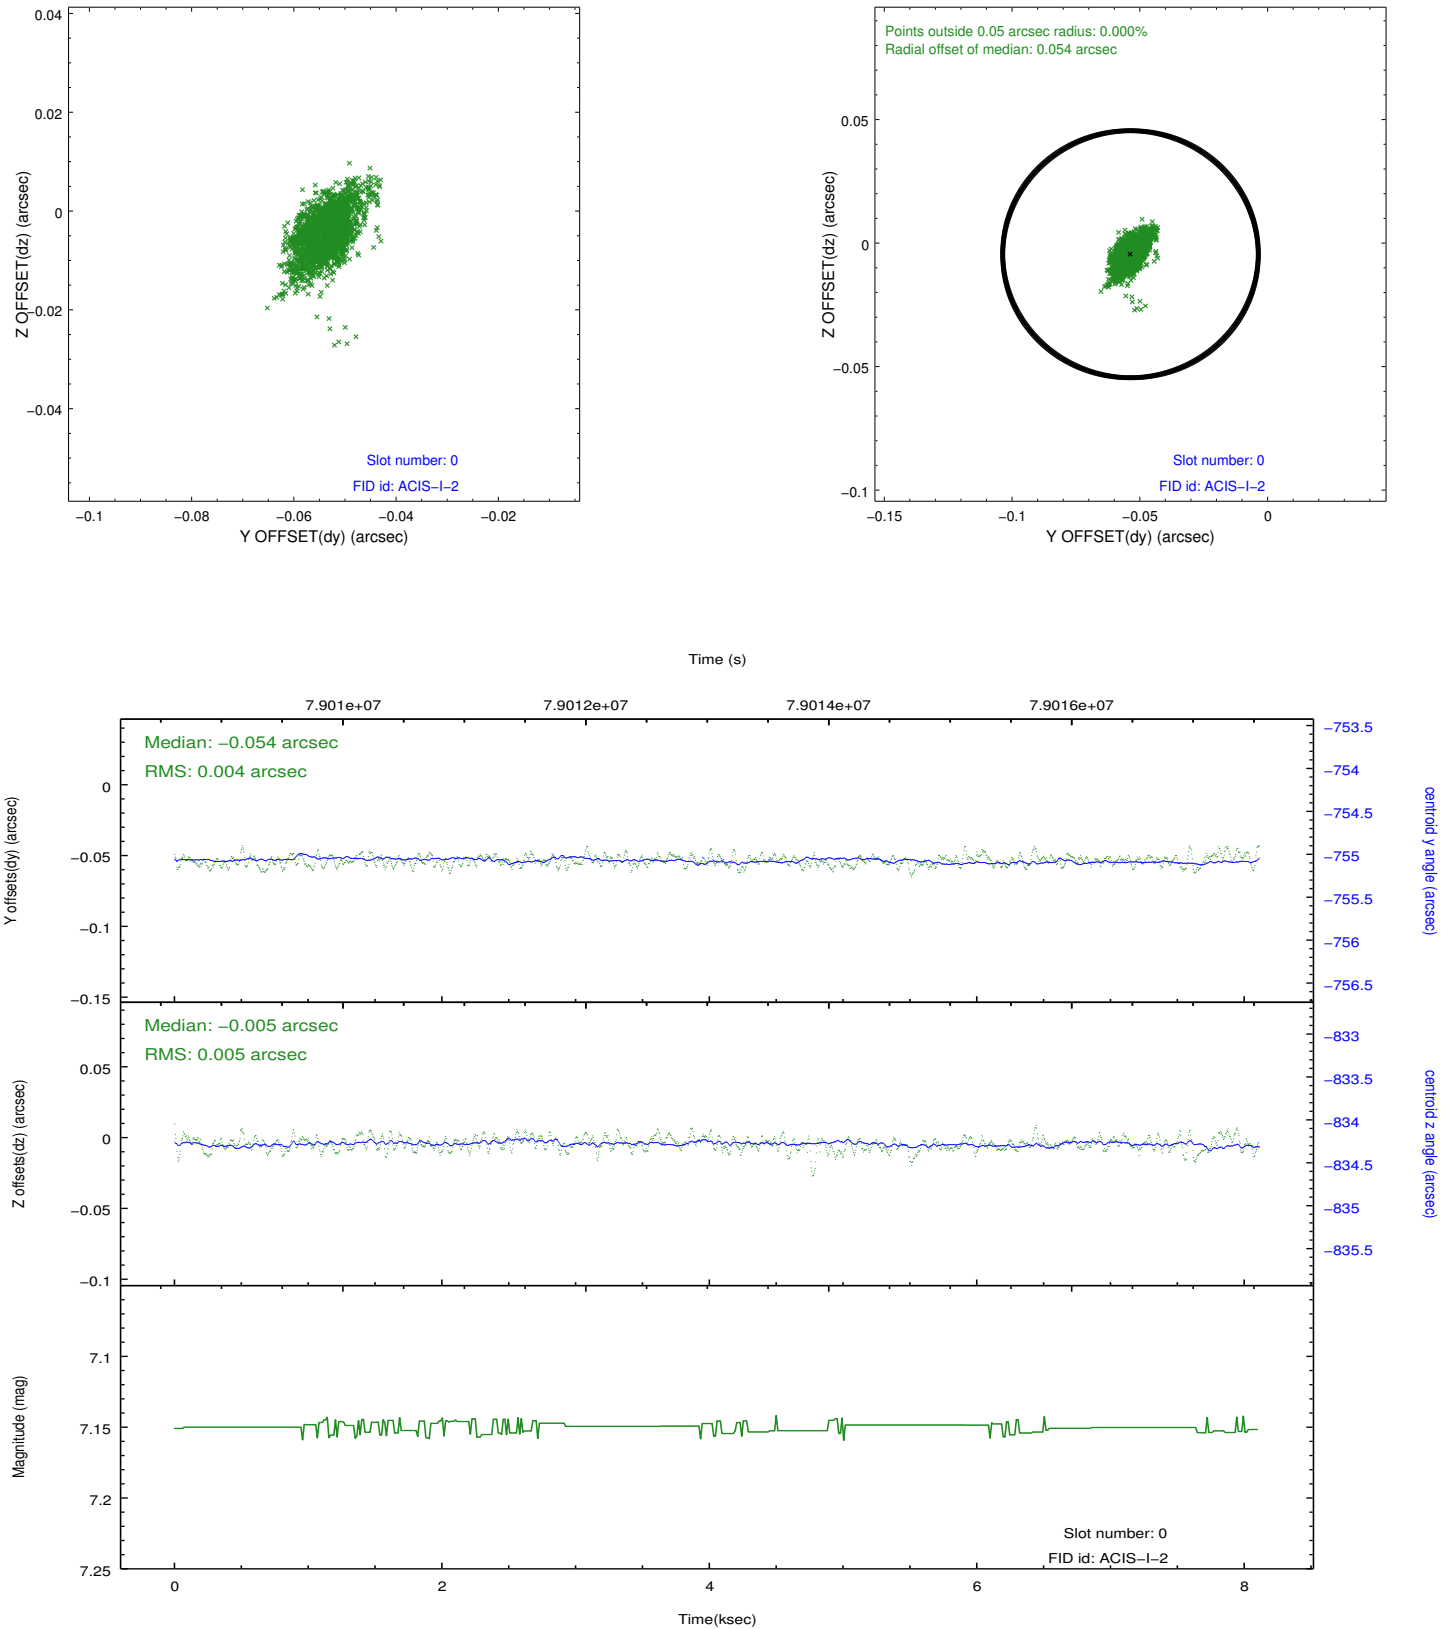 0.04
0.02
0
−0.02
−0.04
Z OFFSET(dz) (arcsec)
Slot number: 0
FID id: ACIS−I−2
−0.1
−0.08
−0.06
−0.04
−0.02
Y OFFSET(dy) (arcsec)
Points outside 0.05 arcsec radius: 0.000%
Radial offset of median: 0.054 arcsec
0.05
0
−0.05
−0.1
Z OFFSET(dz) (arcsec)
Slot number: 0
FID id: ACIS−I−2
−0.15
−0.1
−0.05
0
Y OFFSET(dy) (arcsec)
Time (s)
7.901e+07
7.9012e+07
7.9014e+07
7.9016e+07
Median: −0.054 arcsec
RMS: 0.004 arcsec
0
−0.05
−0.1
−0.15
Y offsets(dy) (arcsec)
−753.5
−754
−754.5
−755
−755.5
−756
−756.5
centroid y angle (arcsec)
Median: −0.005 arcsec
RMS: 0.005 arcsec
0.05
0
−0.05
−0.1
Z offsets(dz) (arcsec)
−833
−833.5
−834
−834.5
−835
−835.5
centroid z angle (arcsec)
7.1
7.15
7.2
7.25
Magnitude (mag)
Slot number: 0
FID id: ACIS−I−2
0
2
4
6
8
Time(ksec)